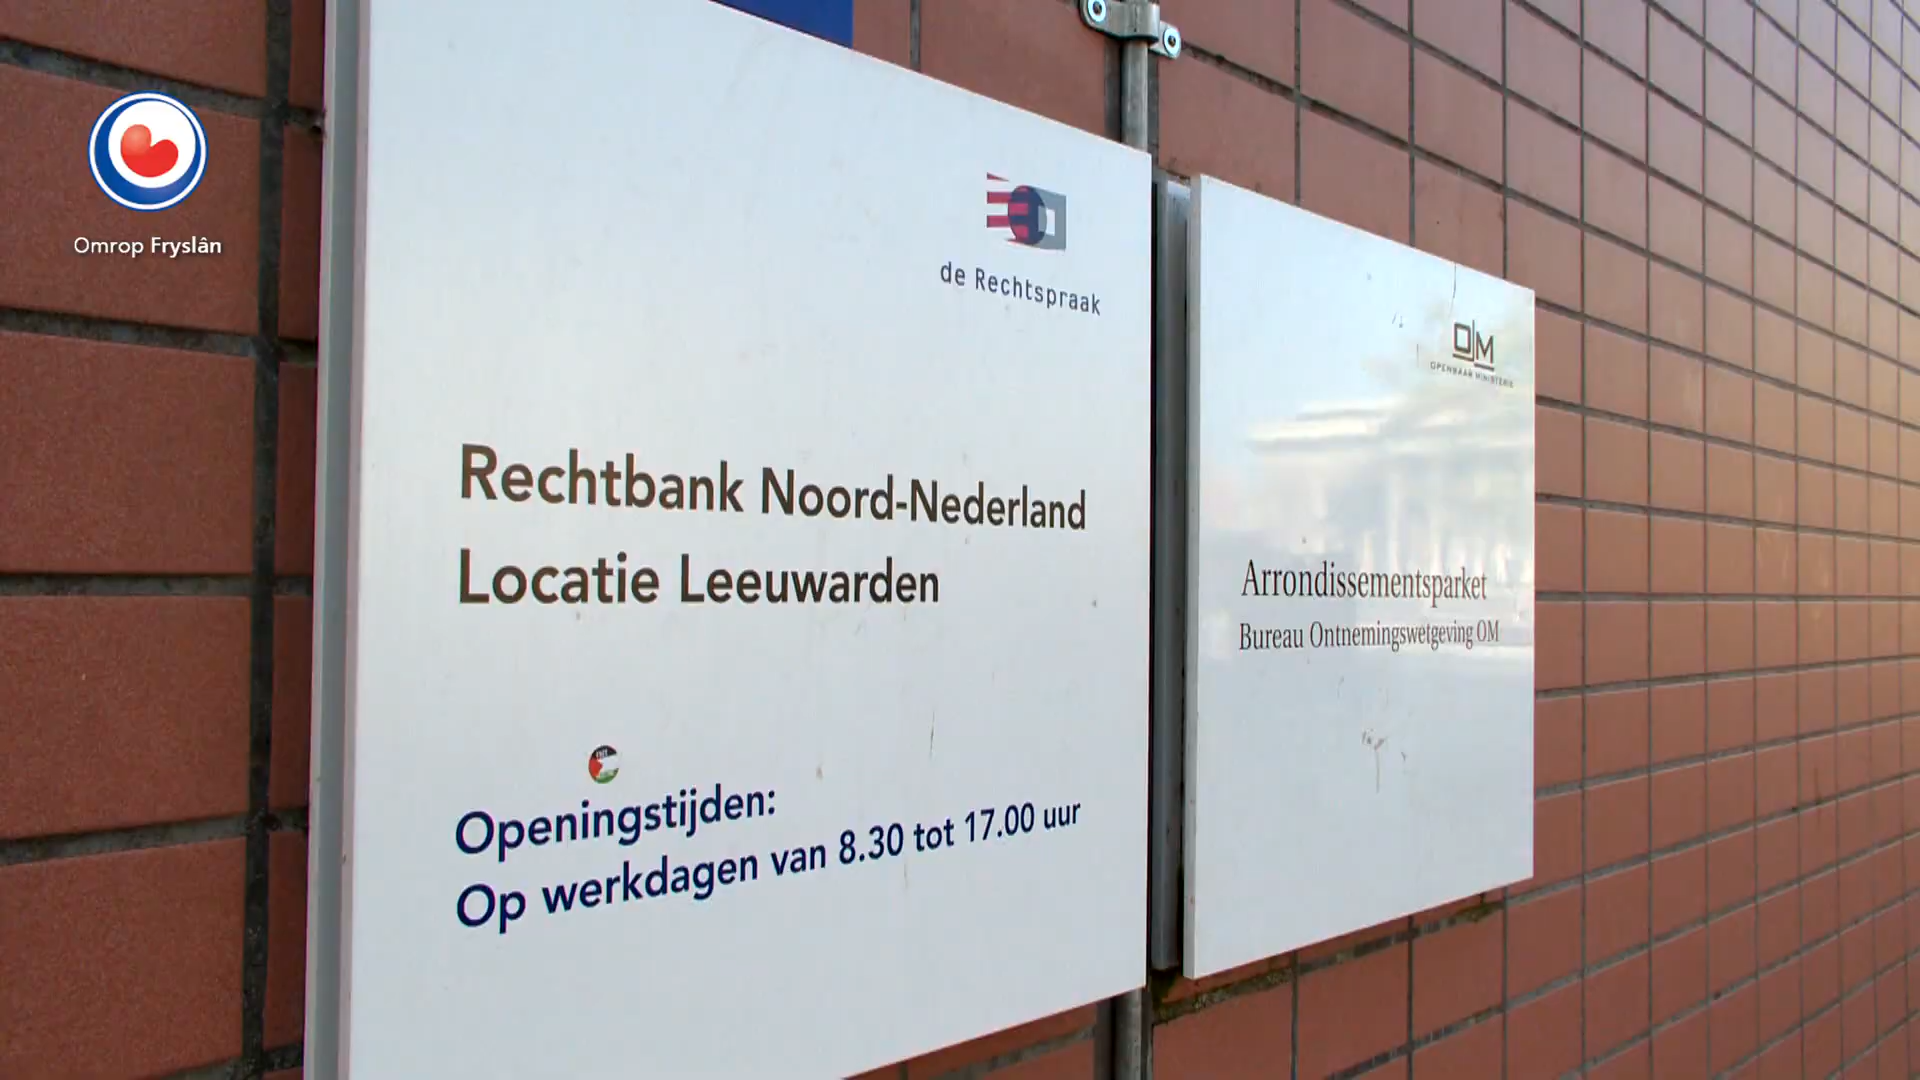 Omrop Fryslân
de Rechtspraak
Rechtbank Noord-Nederland
Locatie Leeuwarden
Openingstijden:
Op werkdagen van 8.30 tot 17.00 uur
OM
OPENBAAR MINISTERIE
Arrondissementsparket
Bureau Ontnemingswetgeving OM